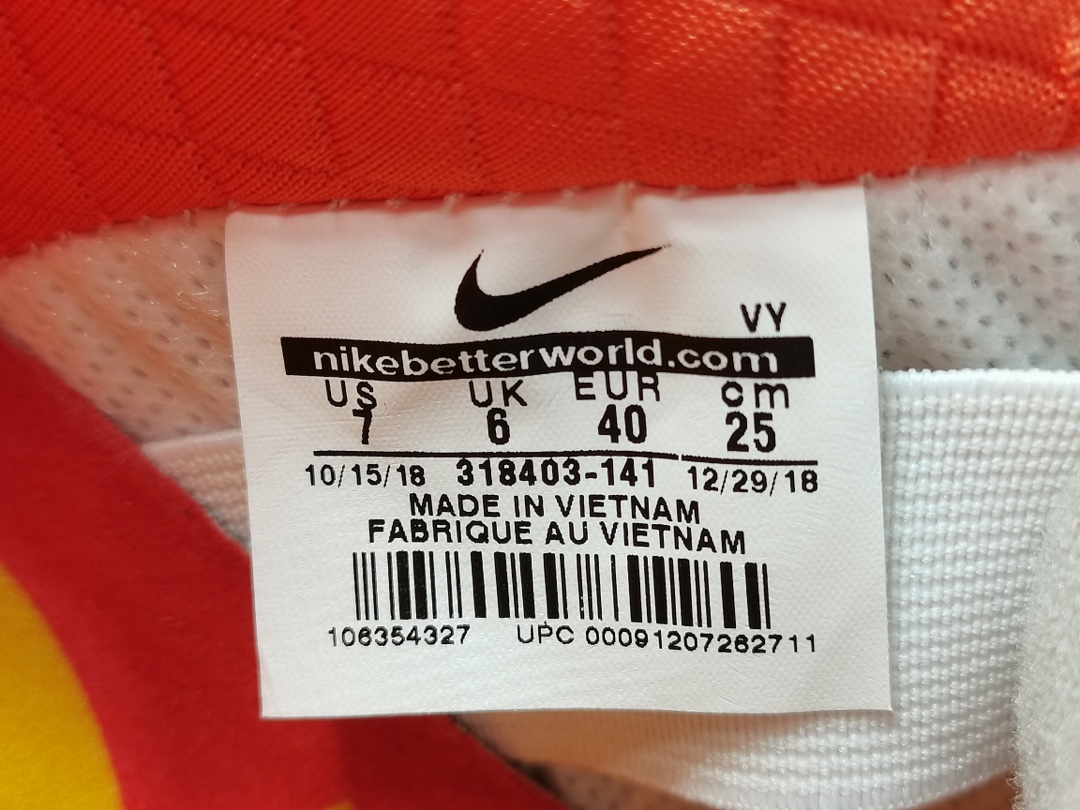 VY
nikebetterworld.com
US UK EUR cm
7 6 40 25
10/15/18 318403-141 12/29/18
MADE IN VIETNAM
FABRIQUE AU VIETNAM
106354327 UPC 00091207262711